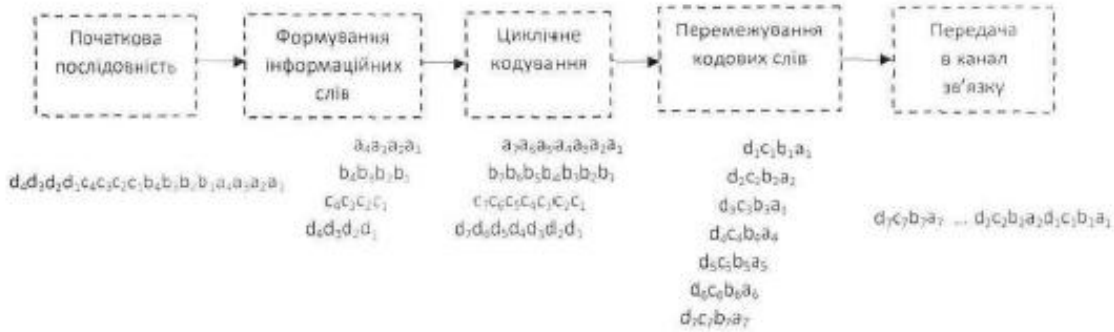 Початкова
послідовність
Формування
інформаційних
слів
Циклічне
кодування
Перемежування
кодових слів
Передача
в канал
зв'язку
d₄d₃d₂d₁c₄c₃c₂c₁b₄b₃b₂b₁a₄a₃a₂a₁
a₄a₃a₂a₁
b₄b₃b₂b₁
c₄c₃c₂c₁
d₄d₃d₂d₁
a₇a₆a₅a₄a₃a₂a₁
b₇b₆b₅b₄b₃b₂b₁
c₇c₆c₅c₄c₃c₂c₁
d₇d₆d₅d₄d₃d₂d₁
d₁c₁b₁a₁
d₂c₂b₂a₂
d₃c₃b₃a₃
d₄c₄b₄a₄
d₅c₅b₅a₅
d₆c₆b₆a₆
d₇c₇b₇a₇
d₇c₇b₇a₇ ... d₂c₂b₂a₂d₁c₁b₁a₁